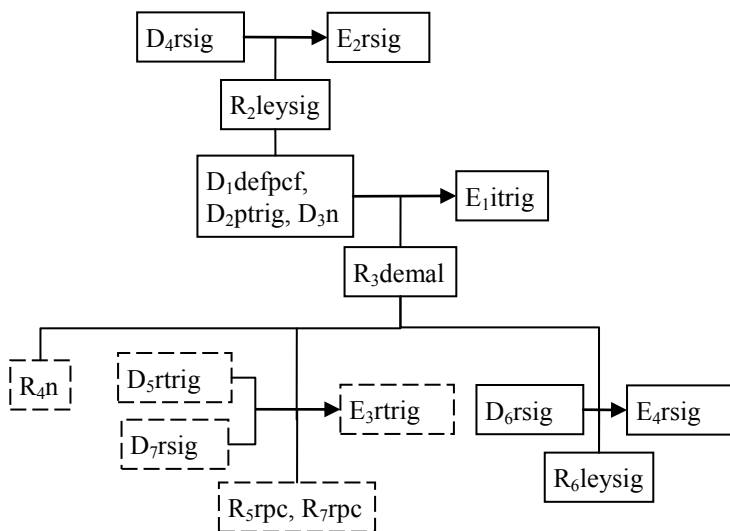 D₄rsig
E₂rsig
R₂leysig
D₁defpcf,
D₂ptrig, D₃n
E₁itrig
R₃demal
R₄n
D₅rtrig
D₇rsig
E₃rtrig
D₆rsig
E₄rsig
R₆leysig
R₅rpc, R₇rpc